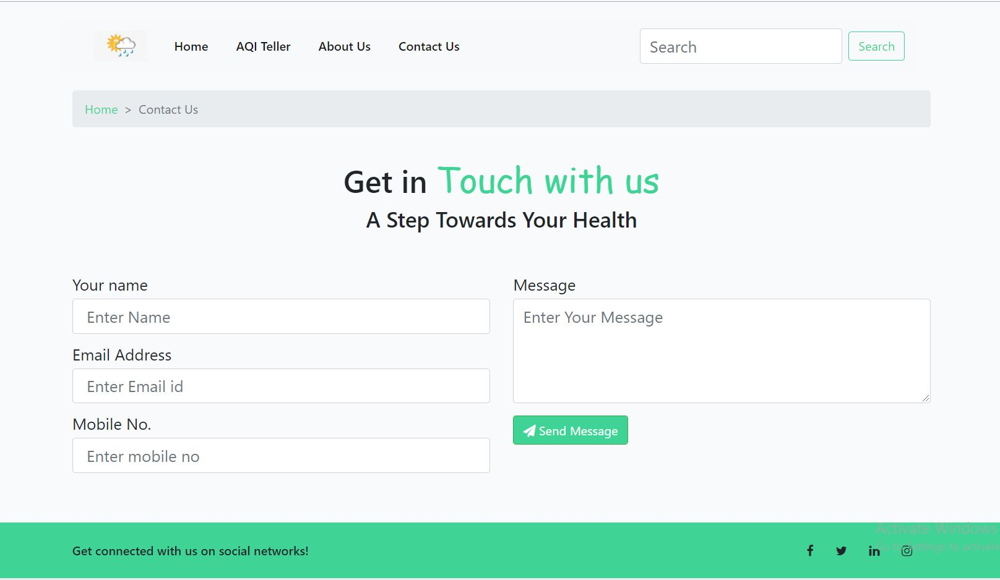 Home AQI Teller About Us Contact Us Search Search
Home > Contact Us
Get in Touch with us
A Step Towards Your Health
Your name
Enter Name
Email Address
Enter Email id
Mobile No.
Enter mobile no
Message
Enter Your Message
Send Message
Activate Windows
Go to Settings to activate
Get connected with us on social networks!